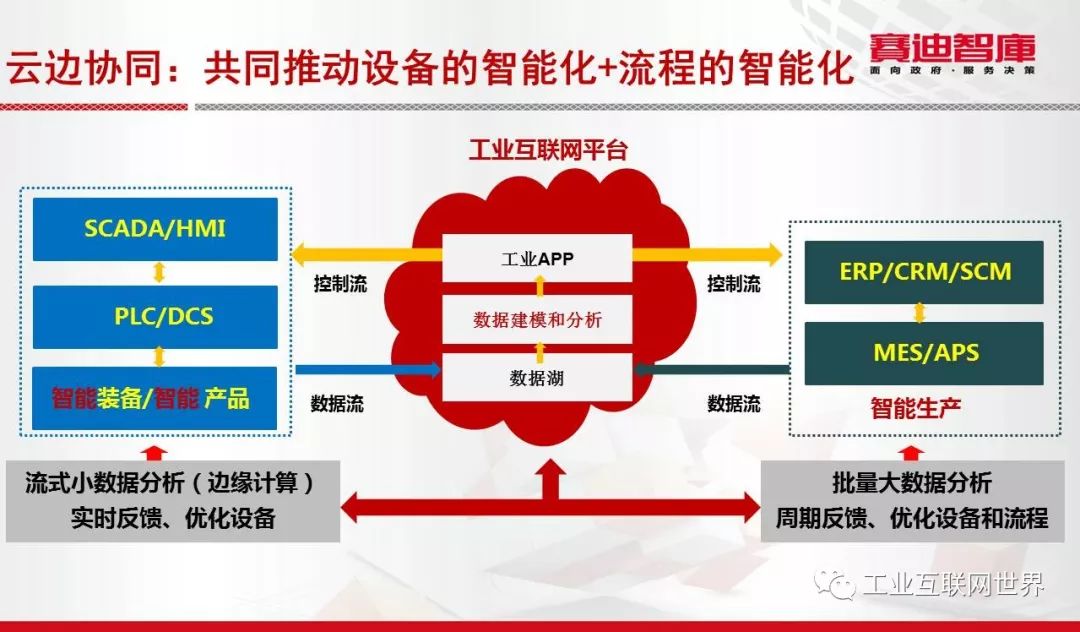 云边协同：共同推动设备的智能化+流程的智能化
赛迪智庫
面向政府·服务决策
工业互联网平台
SCADA/HMI
PLC/DCS
智能装备/智能 产品
控制流
数据流
工业APP
数据建模和分析
数据湖
控制流
数据流
ERP/CRM/SCM
MES/APS
智能生产
流式小数据分析（边缘计算）
实时反馈、优化设备
批量大数据分析
周期反馈、优化设备和流程
工业互联网世界